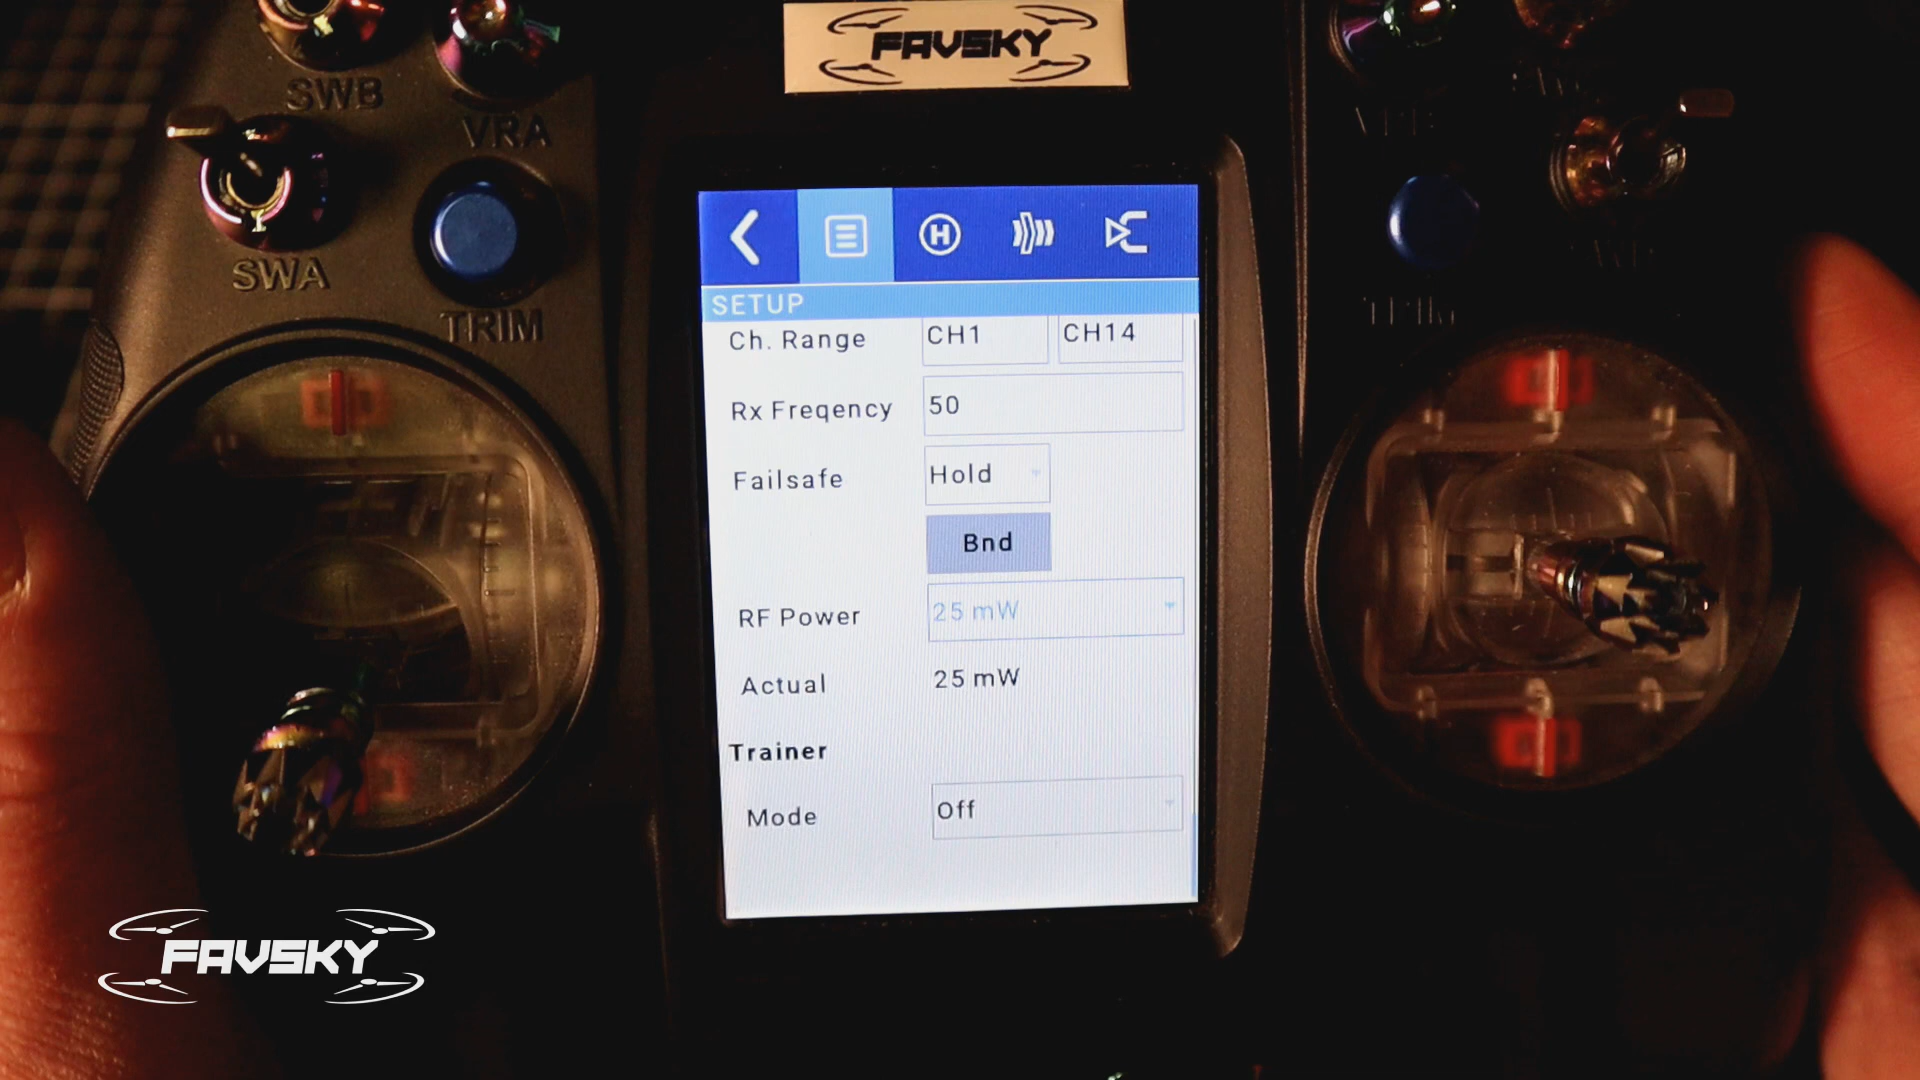 FAVSKY
SWB
VRA
SWA
TRIM
SETUP
Ch. Range CH1 CH14
Rx Freqency 50
Failsafe Hold
Bnd
RF Power 25 mW
Actual 25 mW
Trainer
Mode Off
FAVSKY